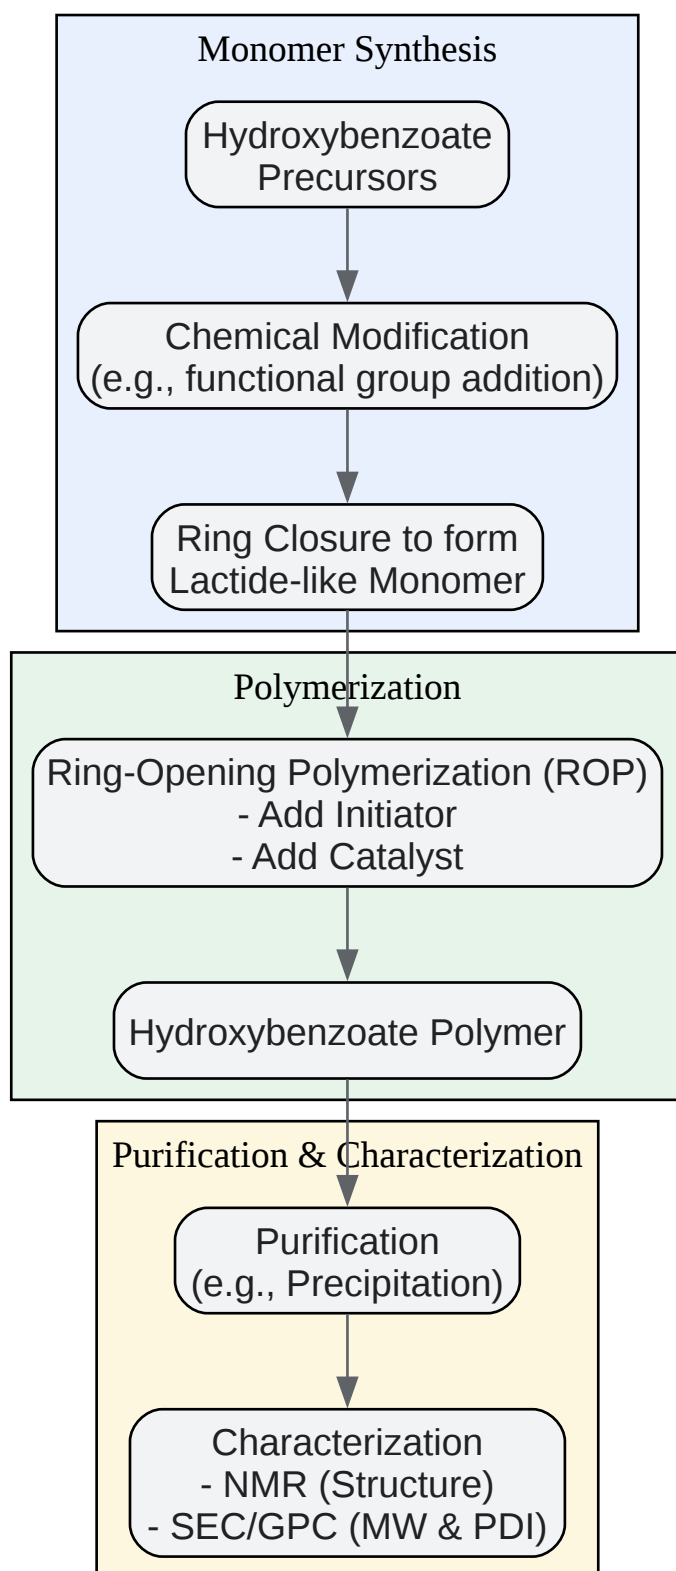 Monomer Synthesis
Hydroxybenzoate
Precursors
Chemical Modification
(e.g., functional group addition)
Ring Closure to form
Lactide-like Monomer
Polymerization
Ring-Opening Polymerization (ROP)
- Add Initiator
- Add Catalyst
Hydroxybenzoate Polymer
Purification & Characterization
Purification
(e.g., Precipitation)
Characterization
- NMR (Structure)
- SEC/GPC (MW & PDI)